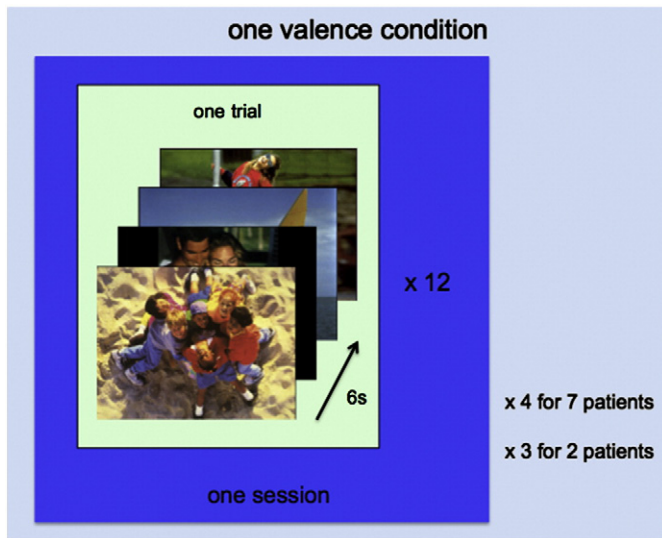 one valence condition
one trial
x 12
6s
x 4 for 7 patients
x 3 for 2 patients
one session